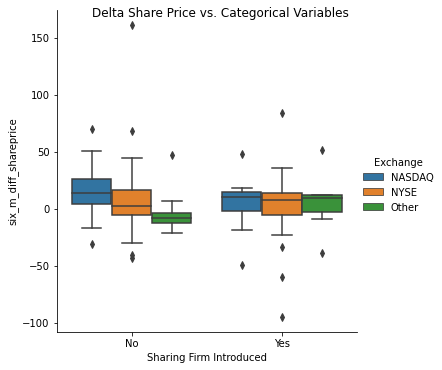 Delta Share Price vs. Categorical Variables
150
100
50
0
−50
−100
six_m_diff_shareprice
No
Yes
Sharing Firm Introduced
Exchange
NASDAQ
NYSE
Other